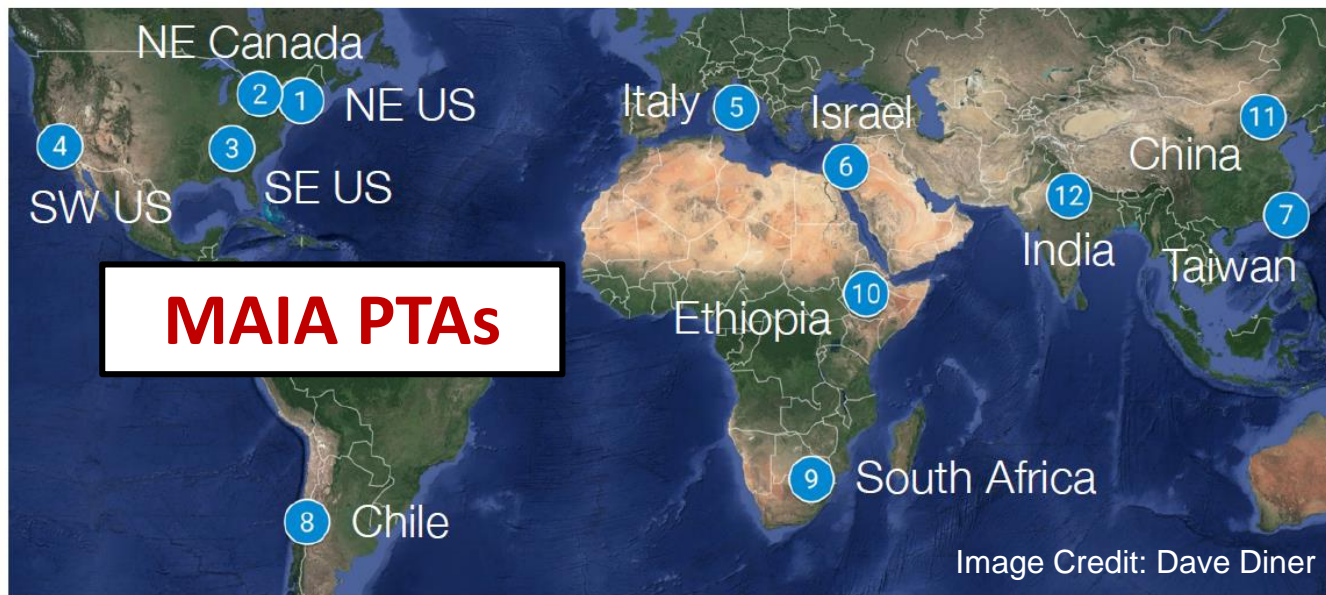 NE Canada
2
1
NE US
4
3
SW US
SE US
Italy
5
Israel
6
11
China
12
7
India
Taiwan
MAIA PTAs
10
Ethiopia
9
South Africa
8
Chile
Image Credit: Dave Diner